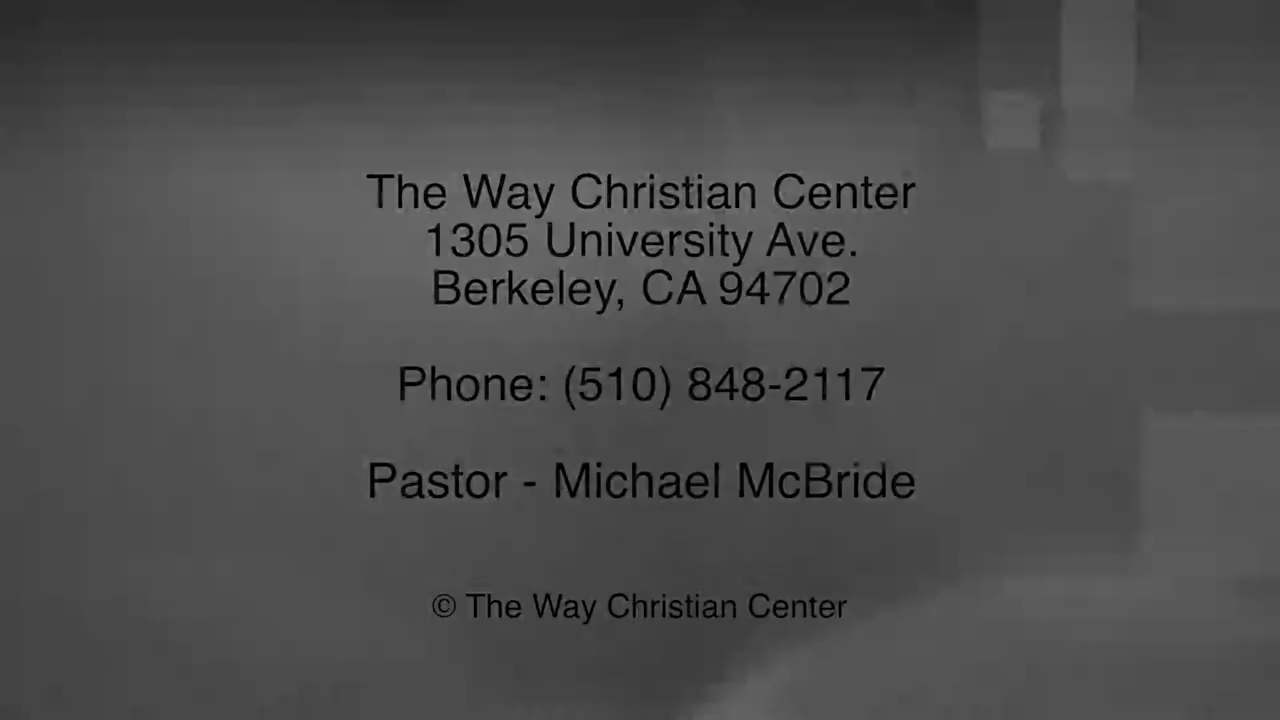 The Way Christian Center
1305 University Ave.
Berkeley, CA 94702
Phone: (510) 848-2117
Pastor - Michael McBride
© The Way Christian Center